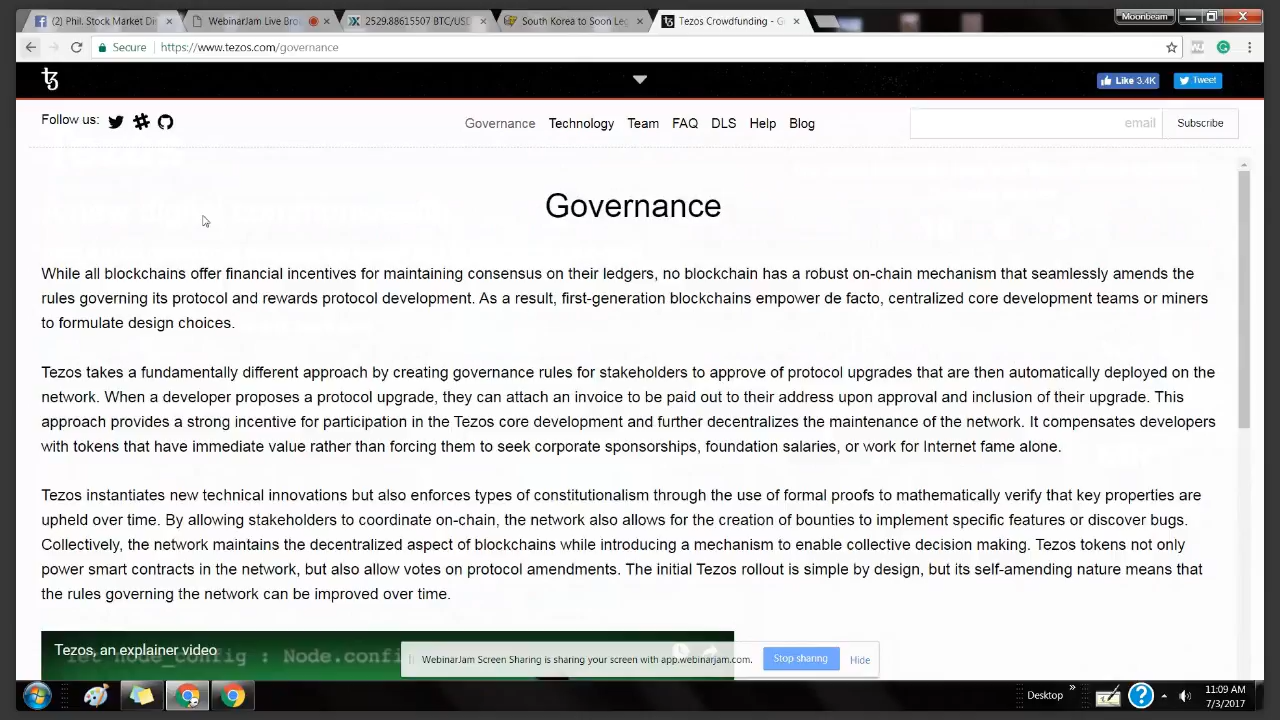 (2) Phil. Stock Market Di
WebinarJam Live Bro
2529.88615500 BTC/USD
South Korea to Soon Le
Tezos Crowdfunding - G
Moonbeam
Secure
https://www.tezos.com/governance
Like 3.4K
Tweet
Follow us:
Governance
Technology
Team
FAQ
DLS
Help
Blog
email
Subscribe
Governance
While all blockchains offer financial incentives for maintaining consensus on their ledgers, no blockchain has a robust on-chain mechanism that seamlessly amends the
rules governing its protocol and rewards protocol development. As a result, first-generation blockchains empower de facto, centralized core development teams or miners
to formulate design choices.
Tezos takes a fundamentally different approach by creating governance rules for stakeholders to approve of protocol upgrades that are then automatically deployed on the
network. When a developer proposes a protocol upgrade, they can attach an invoice to be paid out to their address upon approval and inclusion of their upgrade. This
approach provides a strong incentive for participation in the Tezos core development and further decentralizes the maintenance of the network. It compensates developers
with tokens that have immediate value rather than forcing them to seek corporate sponsorships, foundation salaries, or work for Internet fame alone.
Tezos instantiates new technical innovations but also enforces types of constitutionalism through the use of formal proofs to mathematically verify that key properties are
upheld over time. By allowing stakeholders to coordinate on-chain, the network also allows for the creation of bounties to implement specific features or discover bugs.
Collectively, the network maintains the decentralized aspect of blockchains while introducing a mechanism to enable collective decision making. Tezos tokens not only
power smart contracts in the network, but also allow votes on protocol amendments. The initial Tezos rollout is simple by design, but its self-amending nature means that
the rules governing the network can be improved over time.
Tezos, an explainer video
let node_config : Node.confi
WebinarJam Screen Sharing is sharing your screen with app.webinarjam.com.
Stop sharing
Hide
Desktop
11:09 AM
7/3/2017